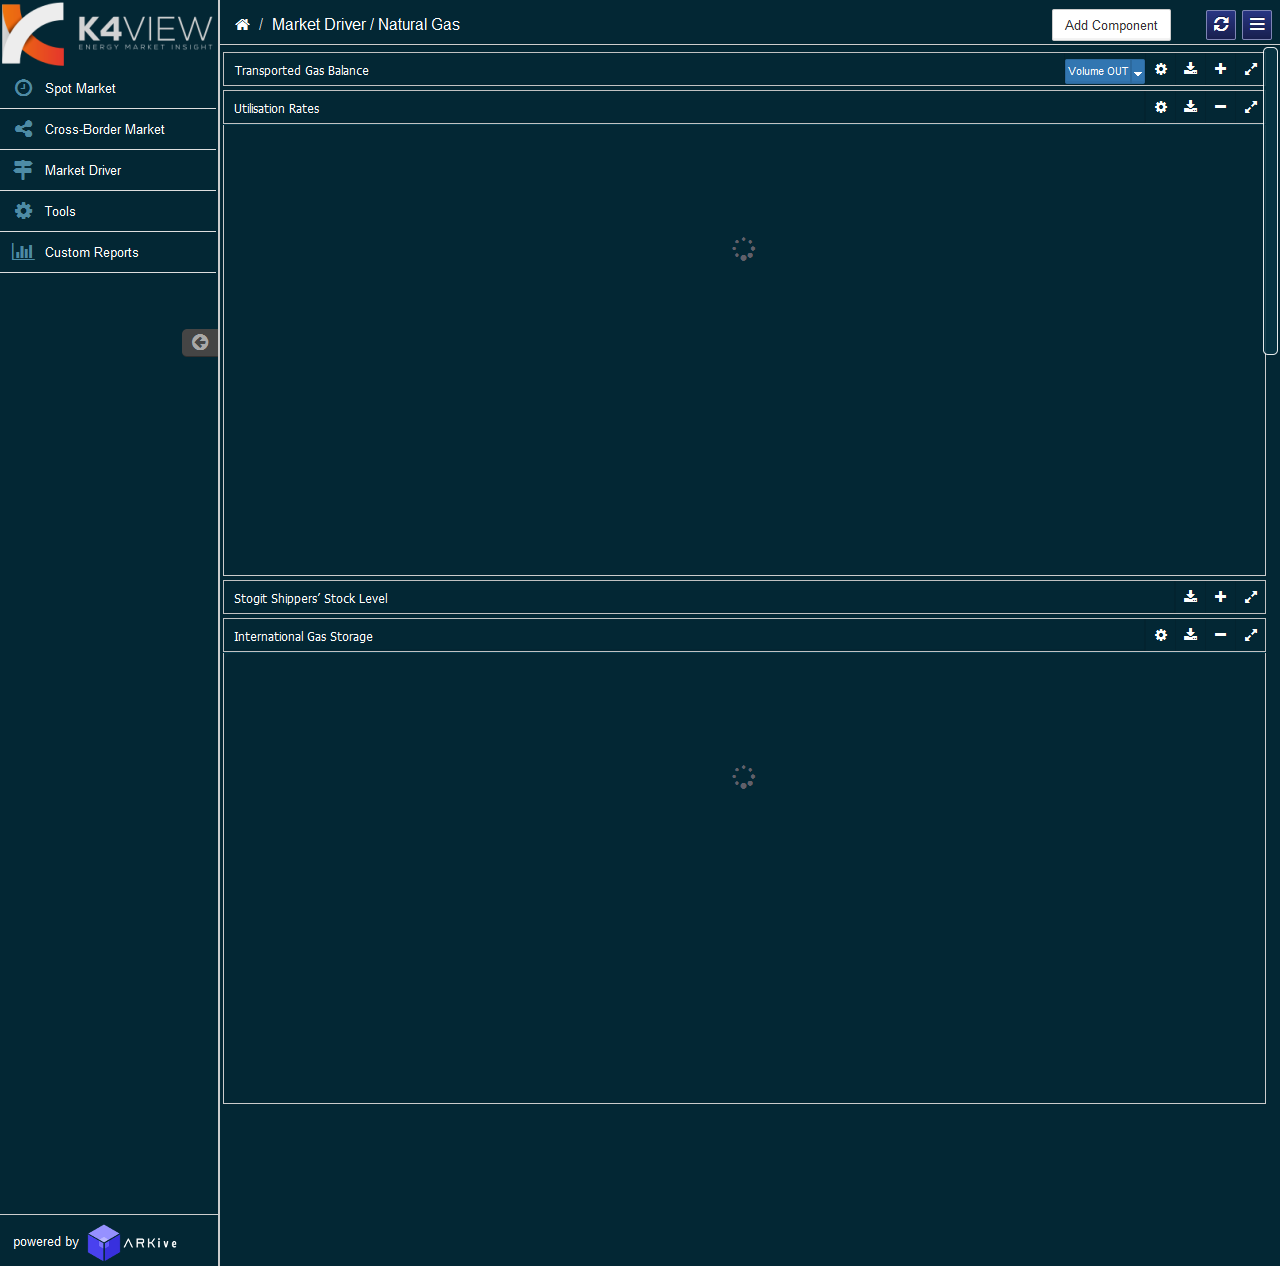 K4VIEW
ENERGY MARKET INSIGHT
/ Market Driver / Natural Gas
Add Component
Spot Market
Cross-Border Market
Market Driver
Tools
Custom Reports
Transported Gas Balance
Volume OUT
Utilisation Rates
Stogit Shippers’ Stock Level
International Gas Storage
powered by ARKive